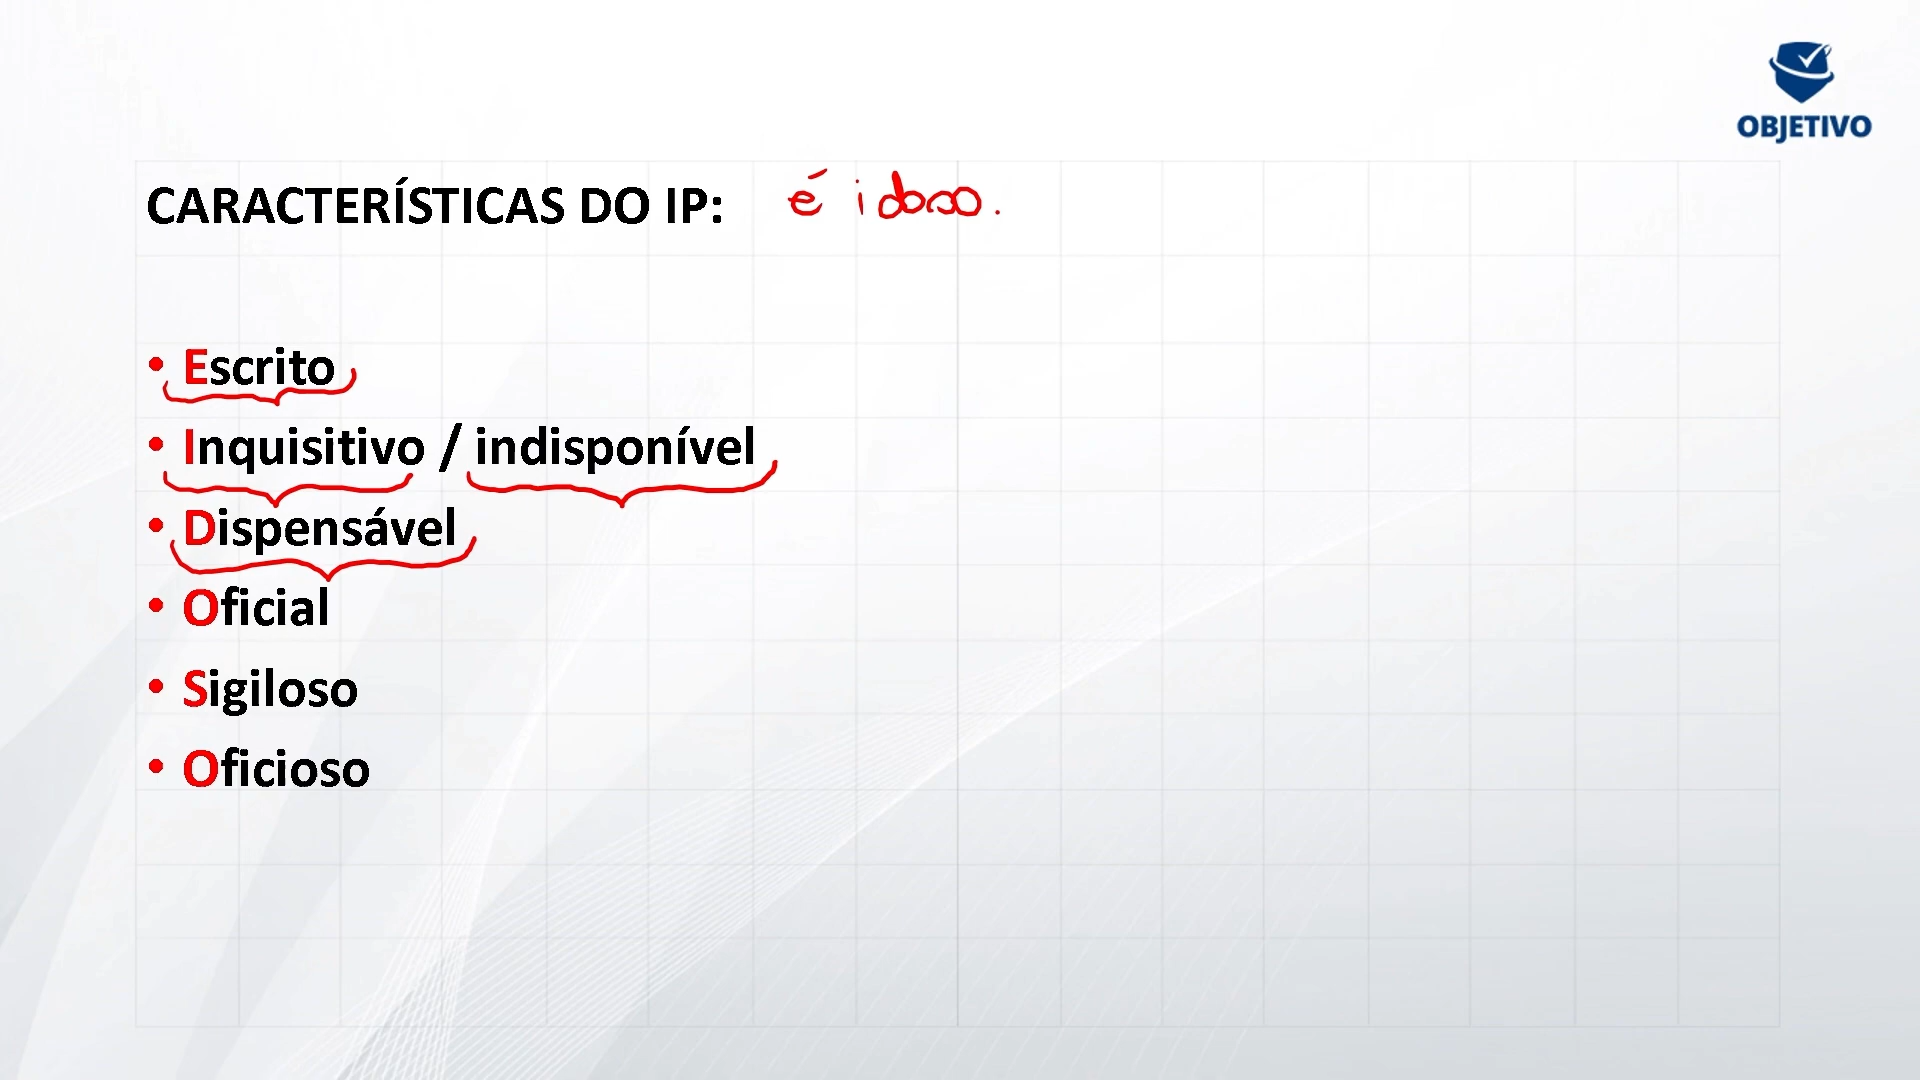 OBJETIVO
CARACTERÍSTICAS DO IP: é idoso.
• Escrito
• Inquisitivo / indisponível
• Dispensável
• Oficial
• Sigiloso
• Oficioso